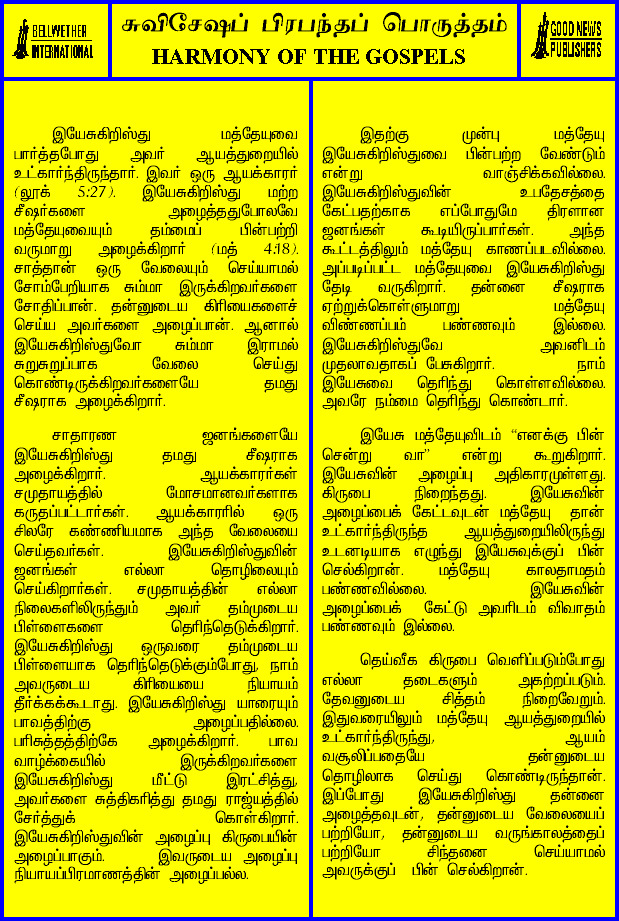 BELLWETHER
INTERNATIONAL
சுவிசேஷப் பிரபந்தப் பொருத்தம்
HARMONY OF THE GOSPELS
GOOD NEWS
PUBLISHERS
இயேசுகிறிஸ்து மத்தேயுவை
பார்த்தபோது அவர் ஆயத்துறையில்
உட்கார்ந்திருந்தார். இவர் ஒரு ஆயக்காரர்
(லூக் 5:27). இயேசுகிறிஸ்து மற்ற
சீஷர்களை அழைத்ததுபோலவே
மத்தேயுவையும் தம்மைப் பின்பற்றி
வருமாறு அழைக்கிறார் (மத் 4:18).
சாத்தான் ஒரு வேலையும் செய்யாமல்
சோம்பேறியாக சும்மா இருக்கிறவர்களை
சோதிப்பான். தன்னுடைய கிரியைகளைச்
செய்ய அவர்களை அழைப்பான். ஆனால்
இயேசுகிறிஸ்துவோ சும்மா இராமல்
சுறுசுறுப்பாக வேலை செய்து
கொண்டிருக்கிறவர்களையே தமது
சீஷராக அழைக்கிறார்.
சாதாரண ஜனங்களையே
இயேசுகிறிஸ்து தமது சீஷராக
அழைக்கிறார். ஆயக்காரர்கள்
சமுதாயத்தில் மோசமானவர்களாக
கருதப்பட்டார்கள். ஆயக்காரரில் ஒரு
சிலரே கண்ணியமாக அந்த வேலையை
செய்தவர்கள். இயேசுகிறிஸ்துவின்
ஜனங்கள் எல்லா தொழிலையும்
செய்கிறார்கள். சமுதாயத்தின் எல்லா
நிலைகளிலிருந்தும் அவர் தம்முடைய
பிள்ளைகளை தெரிந்தெடுக்கிறார்.
இயேசுகிறிஸ்து ஒருவரை தம்முடைய
பிள்ளையாக தெரிந்தெடுக்கும்போது, நாம்
அவருடைய கிரியையை நியாயம்
தீர்க்கக்கூடாது. இயேசுகிறிஸ்து யாரையும்
பாவத்திற்கு அழைப்பதில்லை.
பரிசுத்தத்திற்கே அழைக்கிறார். பாவ
வாழ்க்கையில் இருக்கிறவர்களை
இயேசுகிறிஸ்து மீட்டு இரட்சித்து,
அவர்களை சுத்திகரித்து தமது ராஜ்யத்தில்
சேர்த்துக் கொள்கிறார்.
இயேசுகிறிஸ்துவின் அழைப்பு கிருபையின்
அழைப்பாகும். இவருடைய அழைப்பு
நியாயப்பிரமாணத்தின் அழைப்பல்ல.
இதற்கு முன்பு மத்தேயு
இயேசுகிறிஸ்துவை பின்பற்ற வேண்டும்
என்று வாஞ்சிக்கவில்லை.
இயேசுகிறிஸ்துவின் உபதேசத்தை
கேட்பதற்காக எப்போதுமே திரளான
ஜனங்கள் கூடியிருப்பார்கள். அந்த
கூட்டத்திலும் மத்தேயு காணப்படவில்லை.
அப்படிப்பட்ட மத்தேயுவை இயேசுகிறிஸ்து
தேடி வருகிறார். தன்னை சீஷராக
ஏற்றுக்கொள்ளுமாறு மத்தேயு
விண்ணப்பம் பண்ணவும் இல்லை.
இயேசுகிறிஸ்துவே அவனிடம்
முதலாவதாகப் பேசுகிறார். நாம்
இயேசுவை தெரிந்து கொள்ளவில்லை.
அவரே நம்மை தெரிந்து கொண்டார்.
இயேசு மத்தேயுவிடம் “எனக்கு பின்
சென்று வா” என்று கூறுகிறார்.
இயேசுவின் அழைப்பு அதிகாரமுள்ளது.
கிருபை நிறைந்தது. இயேசுவின்
அழைப்பைக் கேட்டவுடன் மத்தேயு தான்
உட்கார்ந்திருந்த ஆயத்துறையிலிருந்து
உடனடியாக எழுந்து இயேசுவுக்குப் பின்
செல்கிறான். மத்தேயு காலதாமதம்
பண்ணவில்லை. இயேசுவின்
அழைப்பைக் கேட்டு அவரிடம் விவாதம்
பண்ணவும் இல்லை.
தெய்வீக கிருபை வெளிப்படும்போது
எல்லா தடைகளும் அகற்றப்படும்.
தேவனுடைய சித்தம் நிறைவேறும்.
இதுவரையிலும் மத்தேயு ஆயத்துறையில்
உட்கார்ந்திருந்து, ஆயம்
வசூலிப்பதையே தன்னுடைய
தொழிலாக செய்து கொண்டிருந்தான்.
இப்போது இயேசுகிறிஸ்து தன்னை
அழைத்தவுடன், தன்னுடைய வேலையைப்
பற்றியோ, தன்னுடைய வருங்காலத்தைப்
பற்றியோ சிந்தனை செய்யாமல்
அவருக்குப் பின் செல்கிறான்.